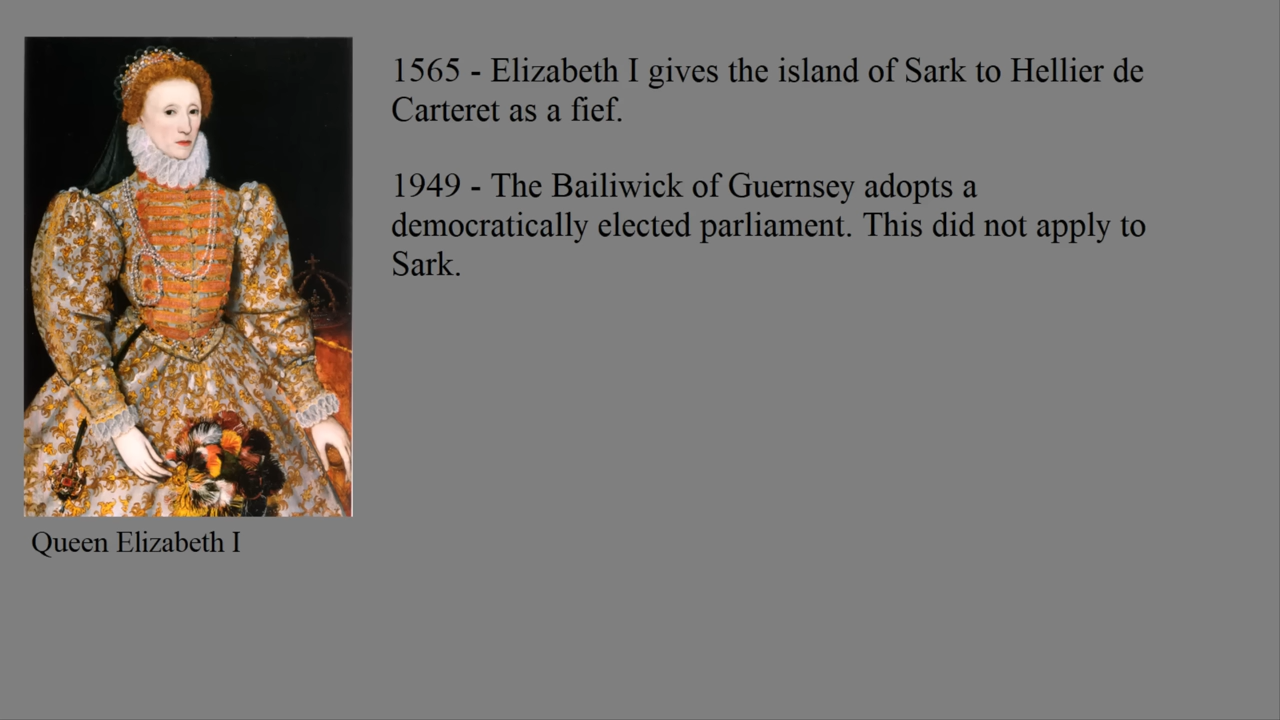 1565 - Elizabeth I gives the island of Sark to Hellier de
Carteret as a fief.
1949 - The Bailiwick of Guernsey adopts a
democratically elected parliament. This did not apply to
Sark.
Queen Elizabeth I